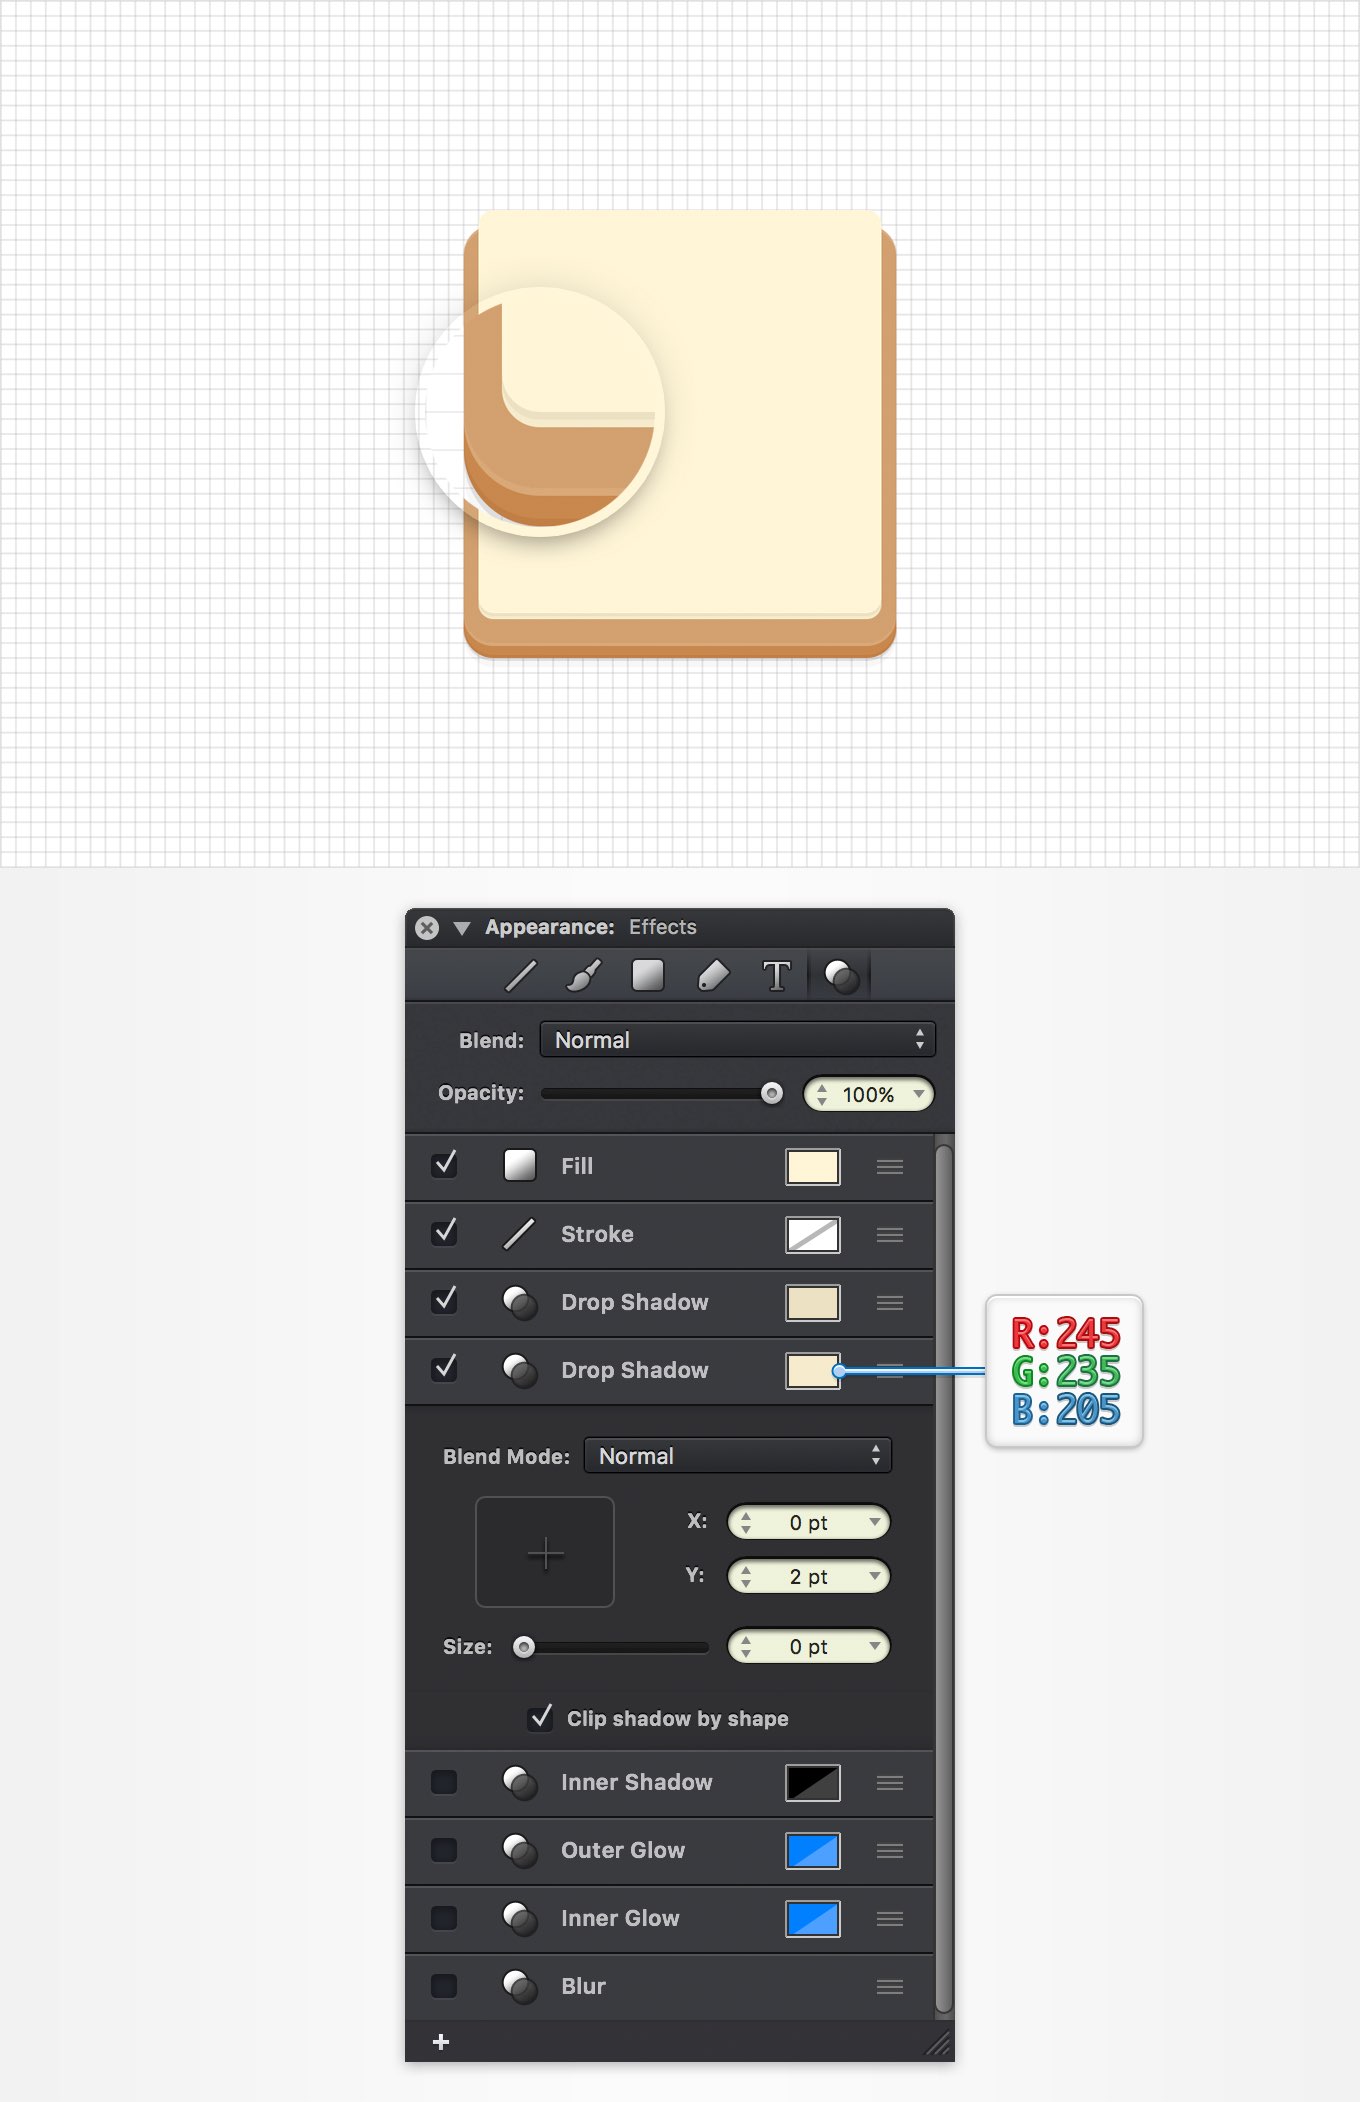 Appearance: Effects
T
Blend: Normal
Opacity: 100%
Fill
Stroke
Drop Shadow
Drop Shadow
R:245
G:235
B:205
Blend Mode: Normal
X: 0 pt
Y: 2 pt
Size: 0 pt
Clip shadow by shape
Inner Shadow
Outer Glow
Inner Glow
Blur